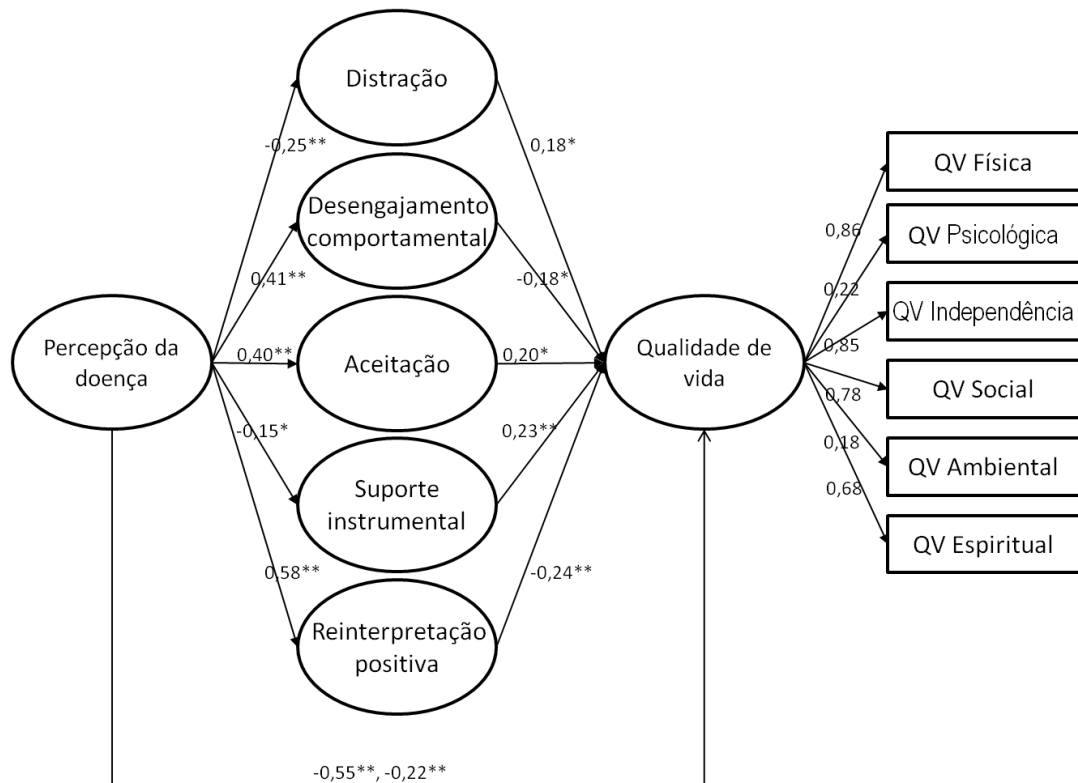 Distração
-0,25**
0,18*
QV Física
Desengajamento
comportamental
0,86
QV Psicológica
0,41**
-0,18*
0,22
QV Independência
Percepção da
doença
0,40**
Aceitação
0,20*
Qualidade de
vida
0,85
QV Social
0,78
-0,15*
0,23**
0,18
QV Ambiental
Suporte
instrumental
0,68
QV Espiritual
0,58**
-0,24**
Reinterpretação
positiva
-0,55**, -0,22**